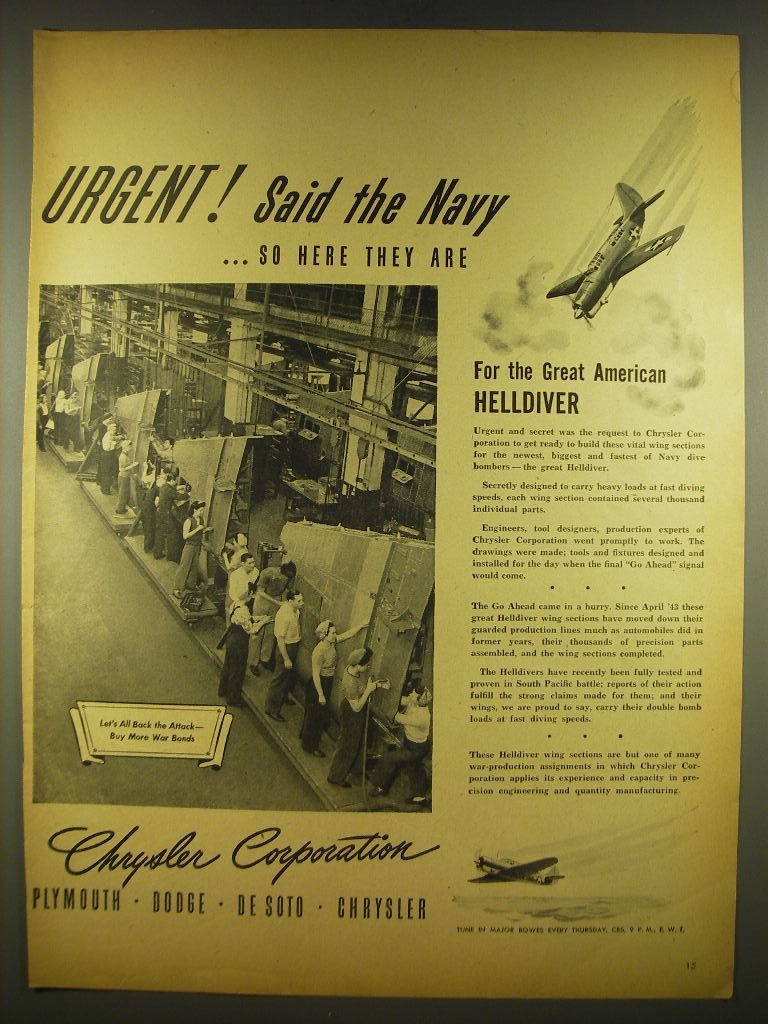 URGENT! Said the Navy
... SO HERE THEY ARE
For the Great American
HELLDIVER
Urgent and secret was the request to Chrysler Cor-
poration to get ready to build these vital wing sections
for the newest, biggest and fastest of Navy dive
bombers — the great Helldiver.
Secretly designed to carry heavy loads at fast diving
speeds, each wing section contained several thousand
individual parts.
Engineers, tool designers, production experts of
Chrysler Corporation went promptly to work. The
drawings were made; tools and fixtures designed and
installed for the day when the final "Go Ahead" signal
would come.
• • •
The Go Ahead came in a hurry. Since April '43 these
great Helldiver wing sections have moved down their
guarded production lines much as automobiles did in
former years, their thousands of precision parts
assembled, and the wing sections completed.
The Helldivers have recently been fully tested and
proven in South Pacific battle; reports of their action
fulfill the strong claims made for them; and their
wings, we are proud to say, carry their double bomb
loads at fast diving speeds.
• • •
These Helldiver wing sections are but one of many
war-production assignments in which Chrysler Cor-
poration applies its experience and capacity in pre-
cision engineering and quantity manufacturing.
Let's All Back the Attack—
Buy More War Bonds
Chrysler Corporation
PLYMOUTH · DODGE · DE SOTO · CHRYSLER
TUNE IN MAJOR BOWES EVERY THURSDAY, CBS, 9 P. M., E. W. T.
15